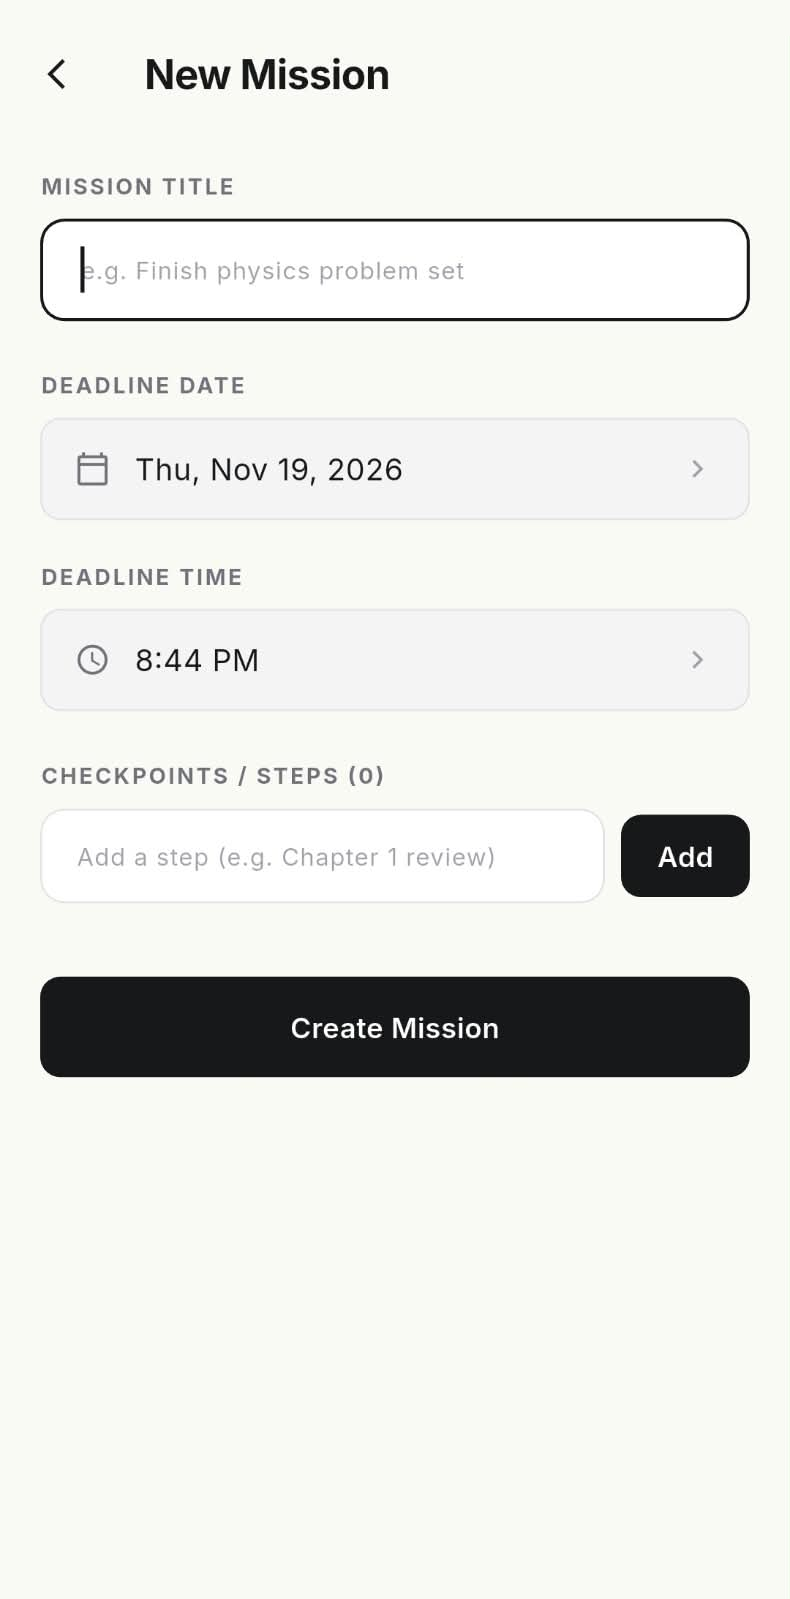 New Mission
MISSION TITLE
e.g. Finish physics problem set
DEADLINE DATE
Thu, Nov 19, 2026
DEADLINE TIME
8:44 PM
CHECKPOINTS / STEPS (0)
Add a step (e.g. Chapter 1 review)
Add
Create Mission